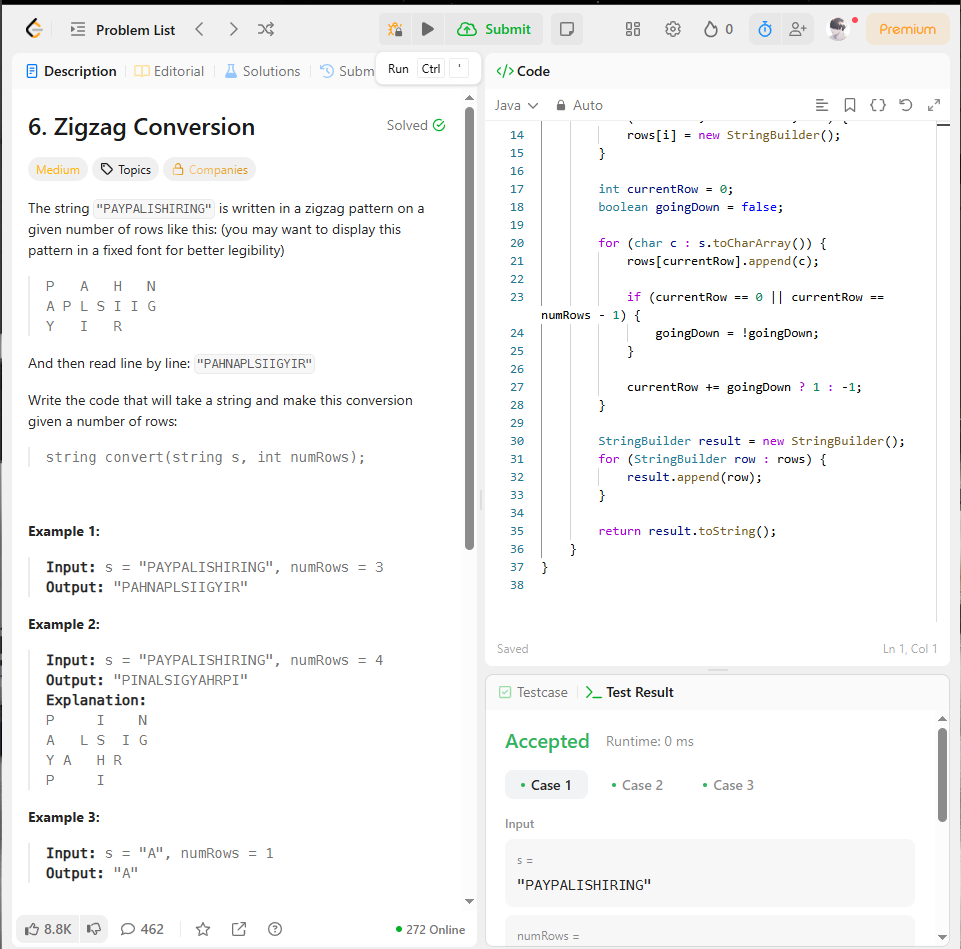 Problem List
Submit
0
Premium
Description
Editorial
Solutions
Subm
Run Ctrl '
6. Zigzag Conversion
Solved
Medium
Topics
Companies
The string "PAYPALISHIRING" is written in a zigzag pattern on a
given number of rows like this: (you may want to display this
pattern in a fixed font for better legibility)
P   A   H   N
A P L S I I G
Y   I   R
And then read line by line: "PAHNAPLSIIGYIR"
Write the code that will take a string and make this conversion
given a number of rows:
string convert(string s, int numRows);
Example 1:
Input: s = "PAYPALISHIRING", numRows = 3
Output: "PAHNAPLSIIGYIR"
Example 2:
Input: s = "PAYPALISHIRING", numRows = 4
Output: "PINALSIGYAHRPI"
Explanation:
P     I    N
A   L S  I G
Y A   H R
P     I
Example 3:
Input: s = "A", numRows = 1
Output: "A"
8.8K
462
272 Online
</> Code
Java
Auto
14 rows[i] = new StringBuilder();
15 }
16
17 int currentRow = 0;
18 boolean goingDown = false;
19
20 for (char c : s.toCharArray()) {
21 rows[currentRow].append(c);
22
23 if (currentRow == 0 || currentRow ==
numRows - 1) {
24 goingDown = !goingDown;
25 }
26
27 currentRow += goingDown ? 1 : -1;
28 }
29
30 StringBuilder result = new StringBuilder();
31 for (StringBuilder row : rows) {
32 result.append(row);
33 }
34
35 return result.toString();
36 }
37 }
38
Saved
Ln 1, Col 1
Testcase
Test Result
Accepted
Runtime: 0 ms
Case 1
Case 2
Case 3
Input
s =
"PAYPALISHIRING"
numRows =